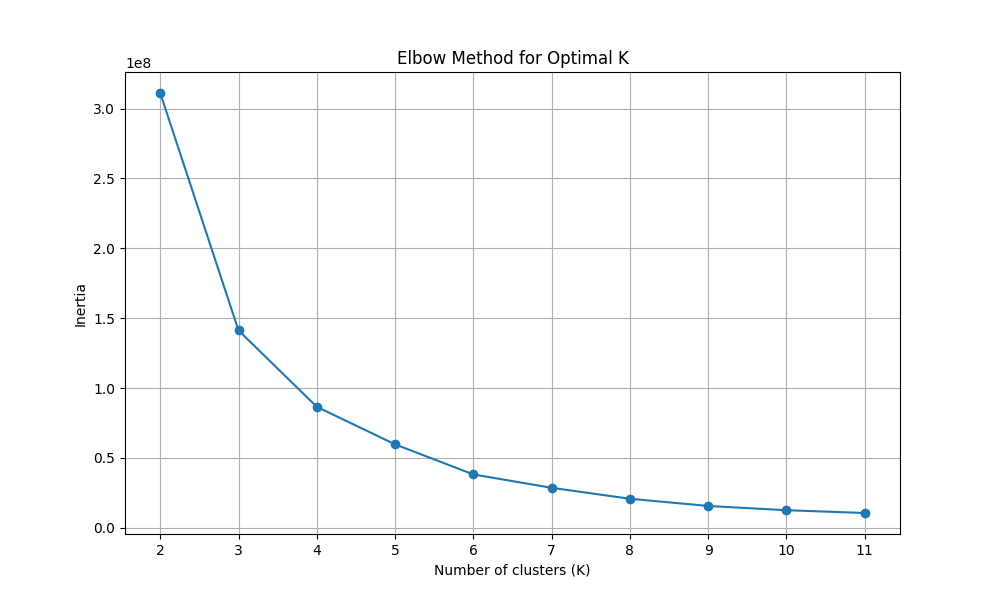 Elbow Method for Optimal K
1e8
3.0
2.5
2.0
1.5
1.0
0.5
0.0
Inertia
2 3 4 5 6 7 8 9 10 11
Number of clusters (K)